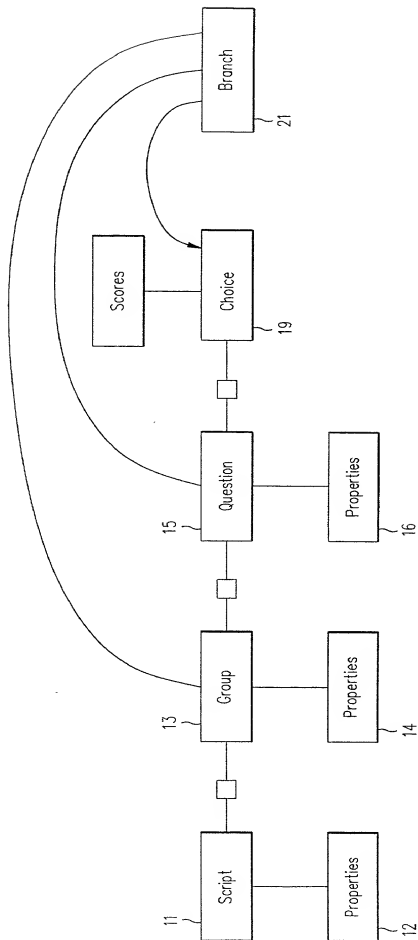 Script
11
Properties
12
Group
13
Properties
14
Question
15
Properties
16
Scores
Choice
19
Branch
21